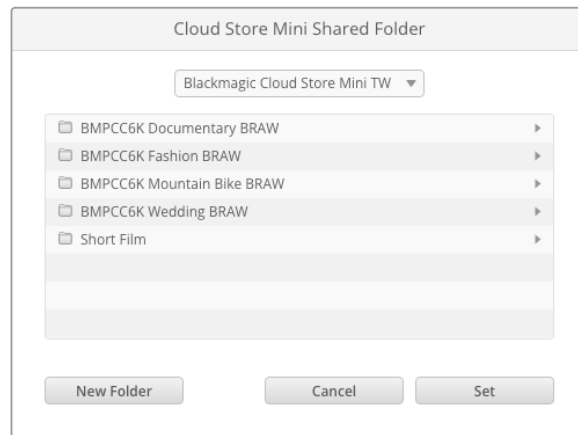 Cloud Store Mini Shared Folder
Blackmagic Cloud Store Mini TW
BMPCC6K Documentary BRAW
BMPCC6K Fashion BRAW
BMPCC6K Mountain Bike BRAW
BMPCC6K Wedding BRAW
Short Film
New Folder Cancel Set